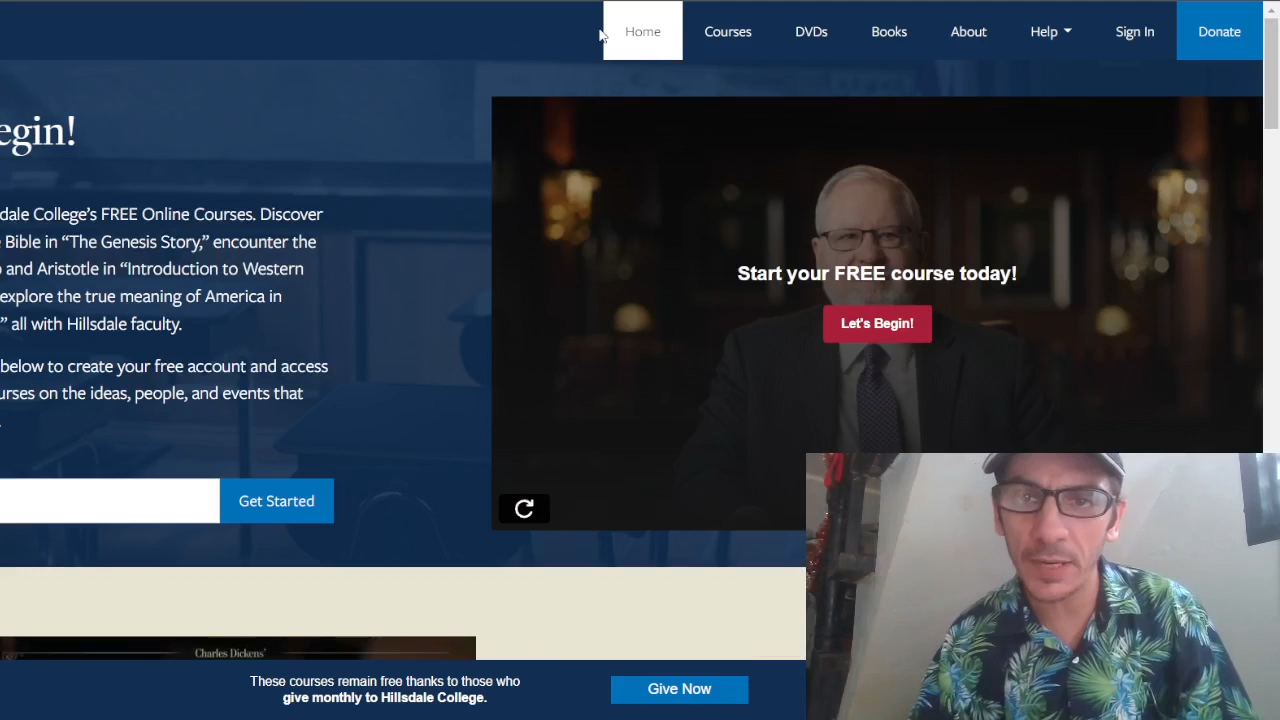 Home Courses DVDs Books About Help Sign In Donate
egin!
dale College's FREE Online Courses. Discover
Bible in “The Genesis Story,” encounter the
and Aristotle in “Introduction to Western
explore the true meaning of America in
” all with Hillsdale faculty.
below to create your free account and access
urses on the ideas, people, and events that
Get Started
Start your FREE course today!
Let's Begin!
Charles Dickens'
These courses remain free thanks to those who
give monthly to Hillsdale College.
Give Now